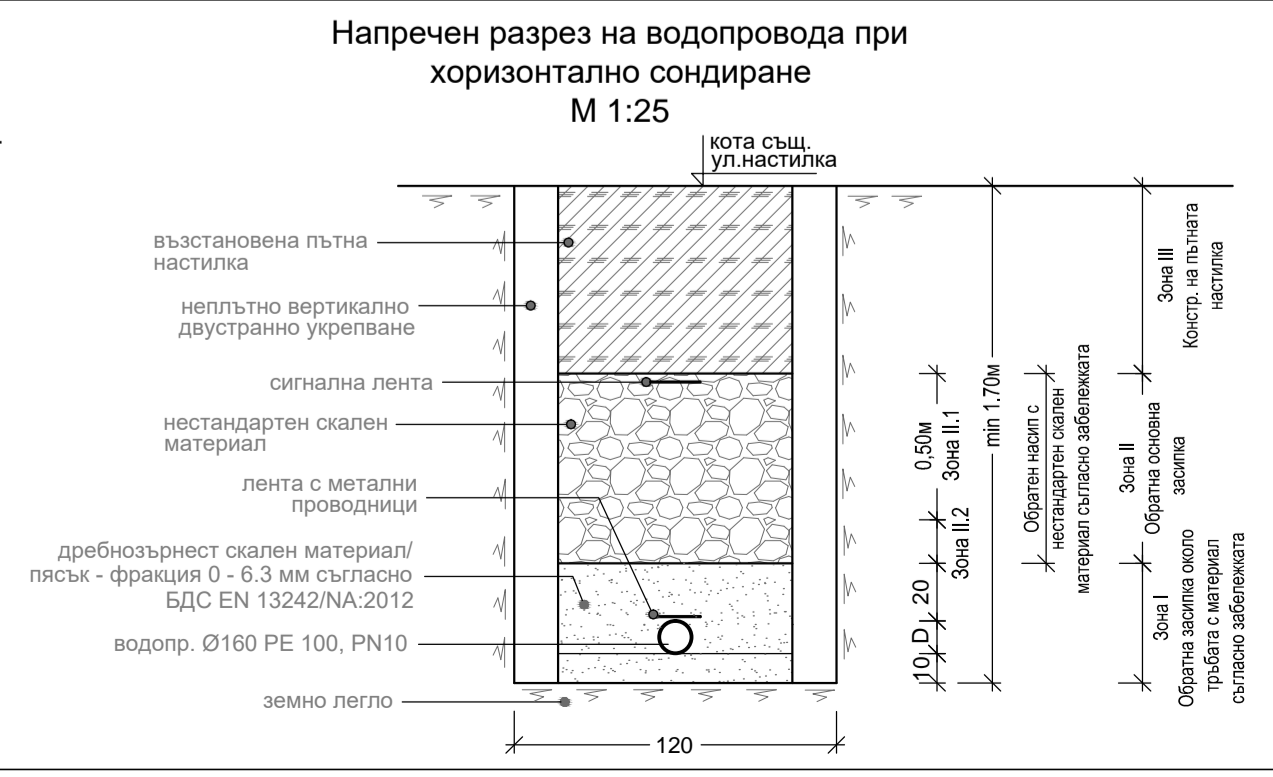 Напречен разрез на водопровода при
хоризонтално сондиране
М 1:25
кота същ.
ул.настилка
възстановена пътна
настилка
неплътно вертикално
двустранно укрепване
сигнална лента
нестандартен скален
материал
лента с метални
проводници
дребнозърнест скален материал/
пясък - фракция 0 - 6.3 мм съгласно
БДС EN 13242/NA:2012
водопр. Ø160 PE 100, PN10
земно легло
120
0,50м
Зона II.1
Зона II.2
20
D
10
min 1.70м
Обратен насип с
нестандартен скален
материал съгласно забележката
Зона III
Констр. на пътната
настилка
Зона II
Обратна основна
засипка
Зона I
Обратна засипка около
тръбата с материал
съгласно забележката